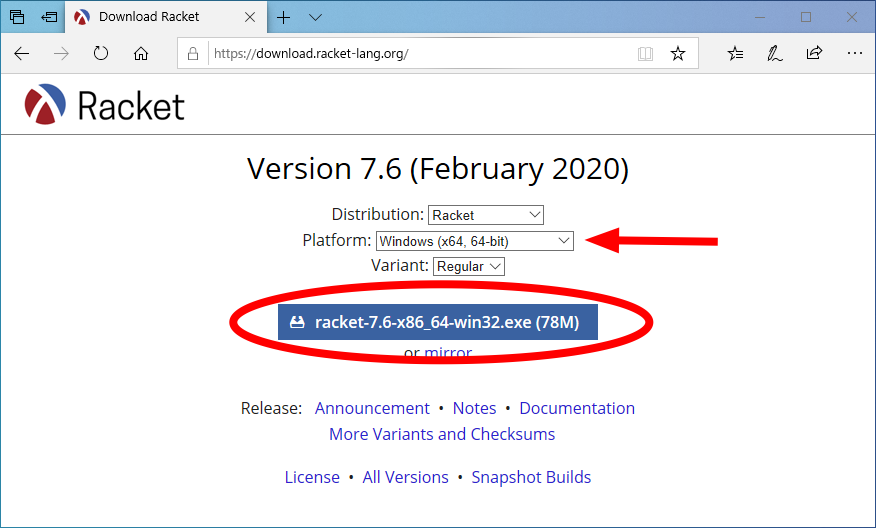 Download Racket
https://download.racket-lang.org/
Racket
Version 7.6 (February 2020)
Distribution: Racket
Platform: Windows (x64, 64-bit)
Variant: Regular
racket-7.6-x86_64-win32.exe (78M)
or mirror
Release: Announcement • Notes • Documentation
More Variants and Checksums
License • All Versions • Snapshot Builds